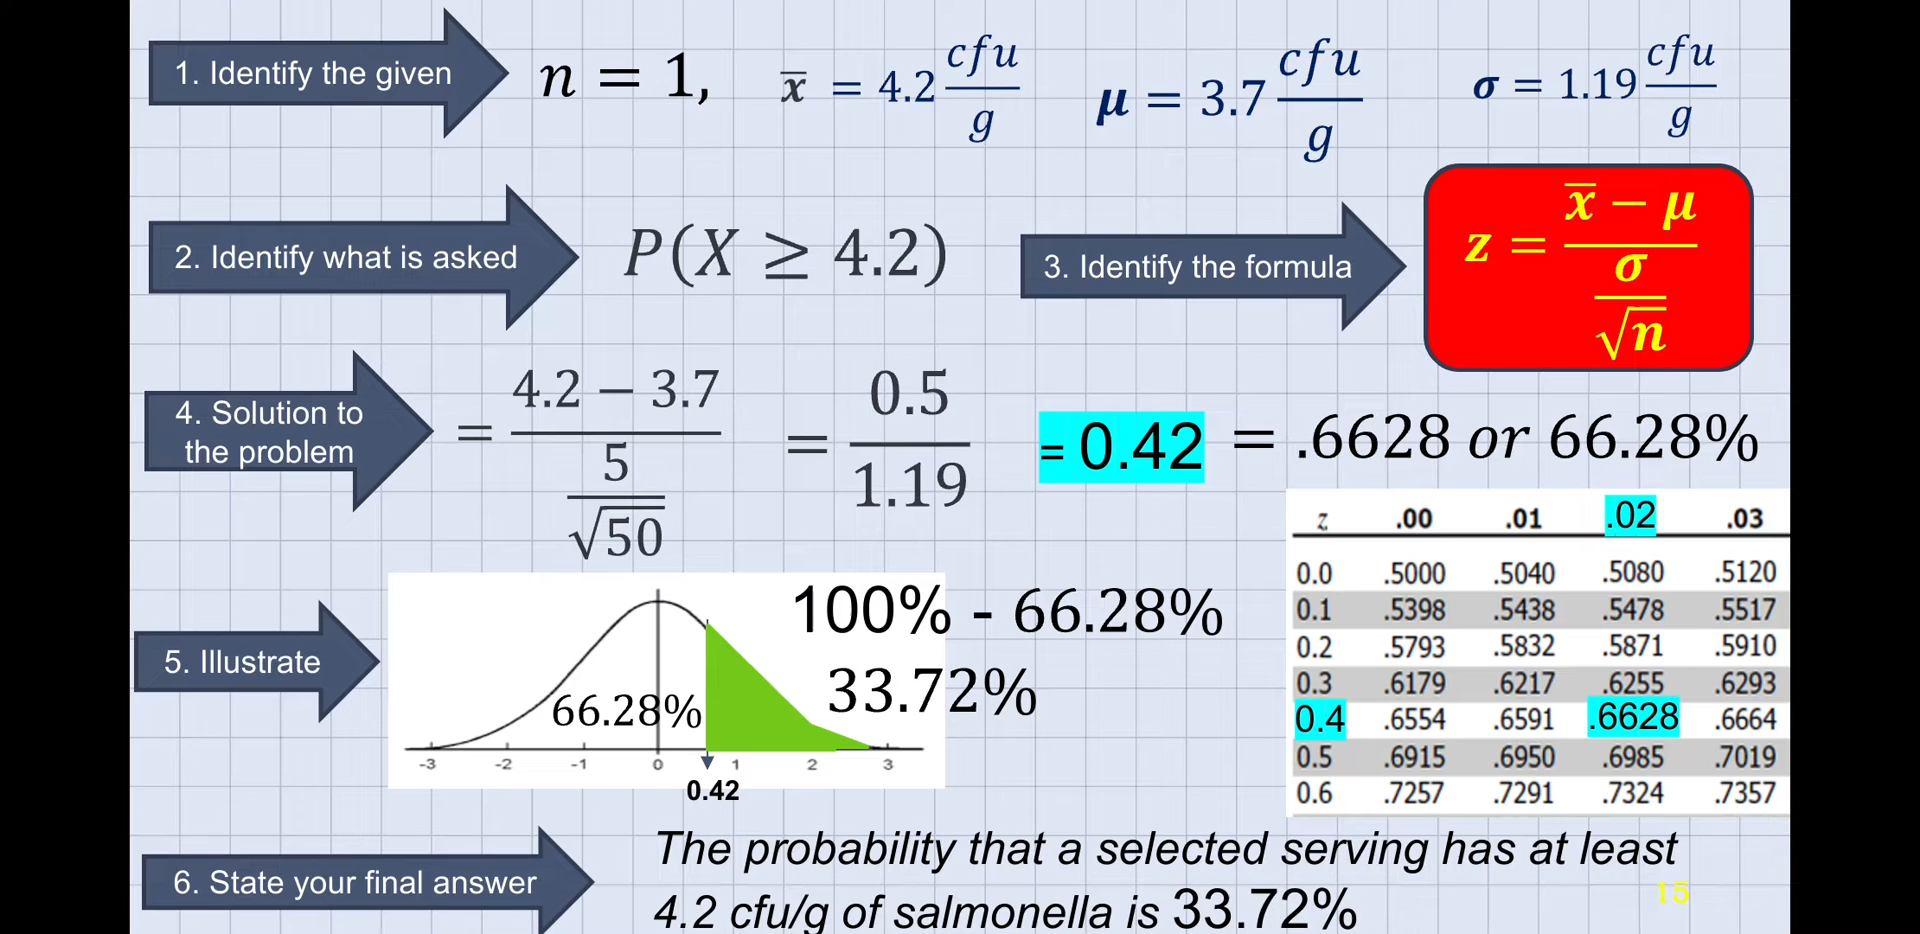 1. Identify the given
n = 1, x̅ = 4.2 cfu/g μ = 3.7 cfu/g σ = 1.19 cfu/g
2. Identify what is asked
P(X ≥ 4.2)
3. Identify the formula
z = (x̅ − μ)/(σ/√n)
4. Solution to
the problem
= (4.2 − 3.7)/(5/√50) = 0.5/1.19 = 0.42 = .6628 or 66.28%
z .00 .01 .02 .03
0.0 .5000 .5040 .5080 .5120
0.1 .5398 .5438 .5478 .5517
0.2 .5793 .5832 .5871 .5910
0.3 .6179 .6217 .6255 .6293
0.4 .6554 .6591 .6628 .6664
0.5 .6915 .6950 .6985 .7019
0.6 .7257 .7291 .7324 .7357
5. Illustrate
66.28%
-3 -2 -1 0 1 2 3
0.42
100% - 66.28%
33.72%
6. State your final answer
The probability that a selected serving has at least
4.2 cfu/g of salmonella is 33.72%
15